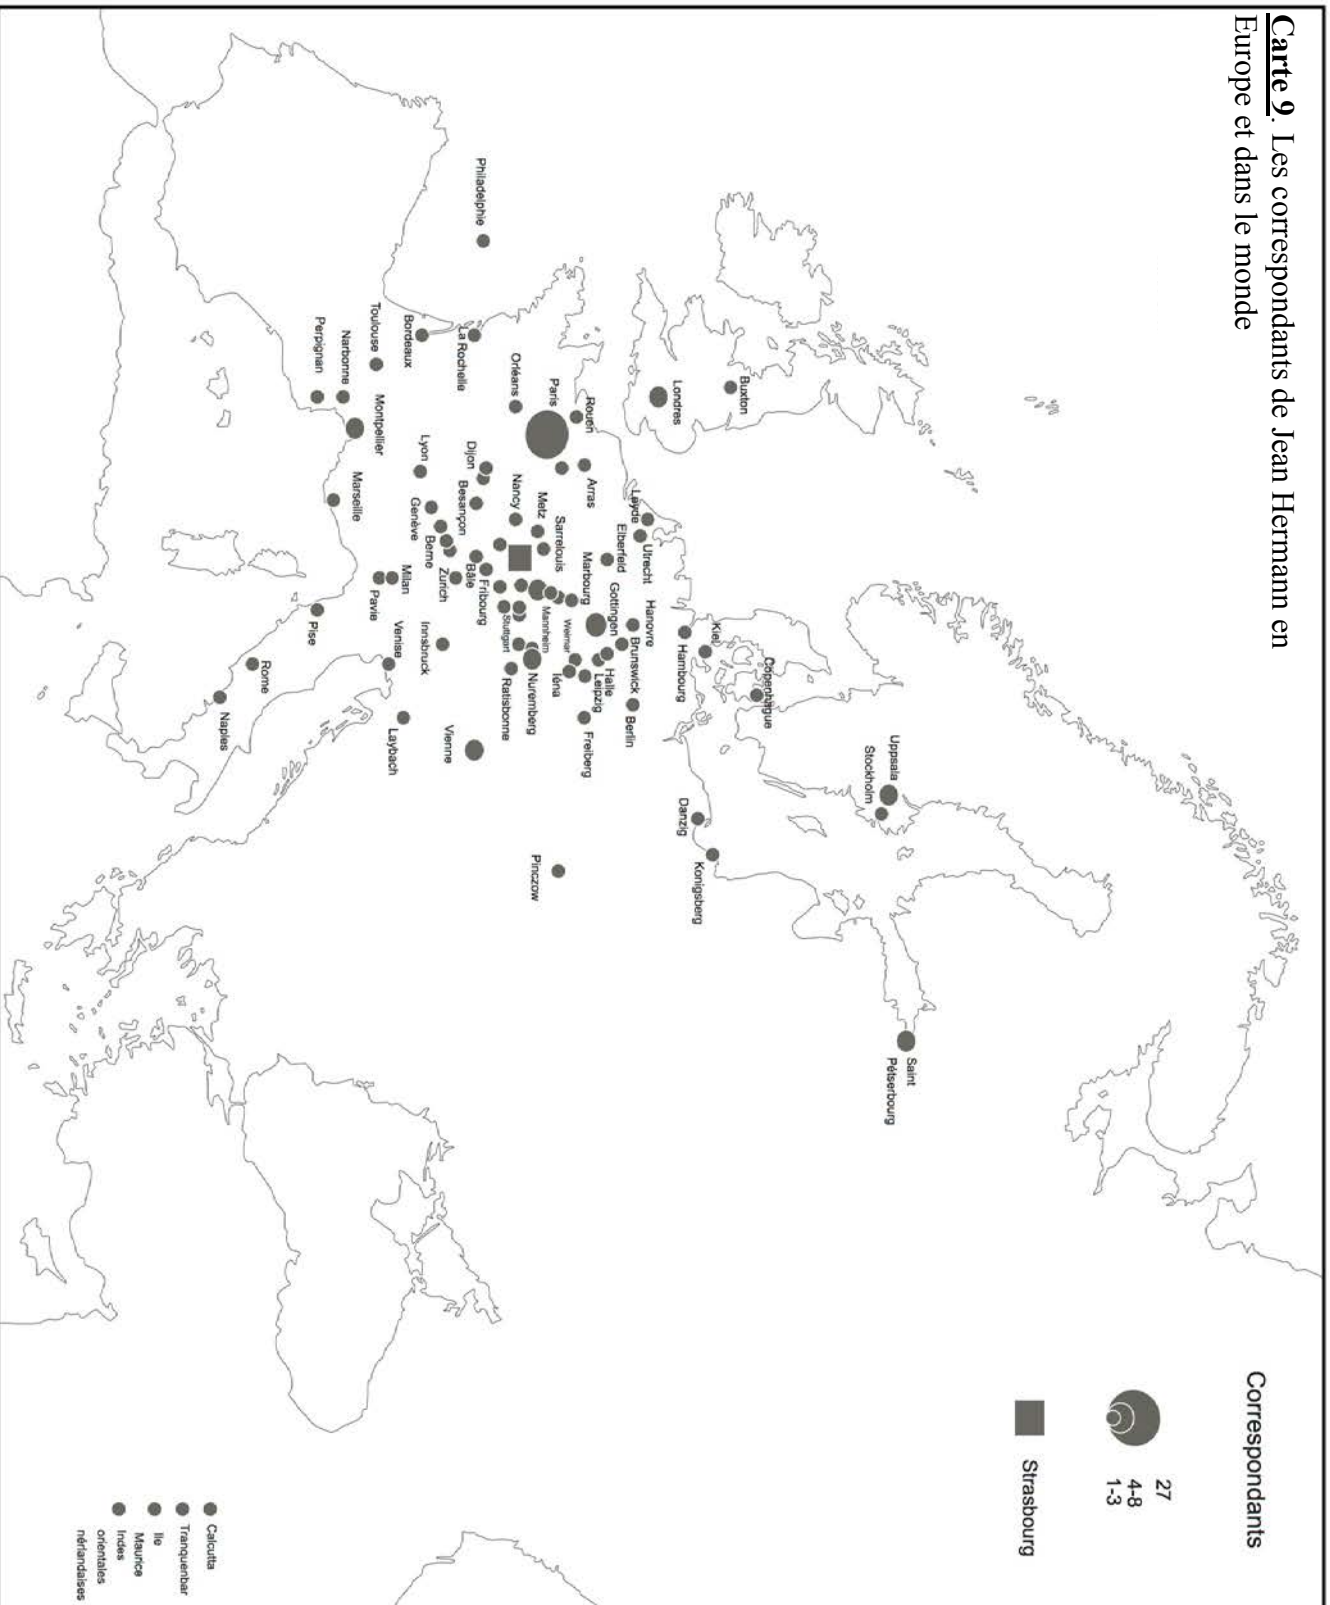 Carte 9. Les correspondants de Jean Hermann en
Europe et dans le monde
Correspondants
27
4-8
1-3
Strasbourg
Saint
Pétserbourg
Uppsala
Stockholm
Copenhague
Kiel
Hambourg
Danzig
Konigsberg
Buxton
Londres
Leyde
Utrecht
Elberfeld
Hanovre
Brunswick
Berlin
Gottingen
Halle
Leipzig
Marbourg
Weimar
Iéna
Freiberg
Pinczow
Rouen
Arras
Paris
Orléans
Sarrelouis
Metz
Nancy
Mannheim
Nuremberg
Stuttgart
Ratisbonne
Philadelphie
La Rochelle
Bordeaux
Dijon
Besançon
Bâle
Fribourg
Zurich
Berne
Genève
Lyon
Innsbruck
Vienne
Toulouse
Narbonne
Perpignan
Montpellier
Marseille
Milan
Pavie
Venise
Laybach
Pise
Rome
Naples
Calcutta
Tranquenbar
Ile
Maurice
Indes
orientales
nérlandaises